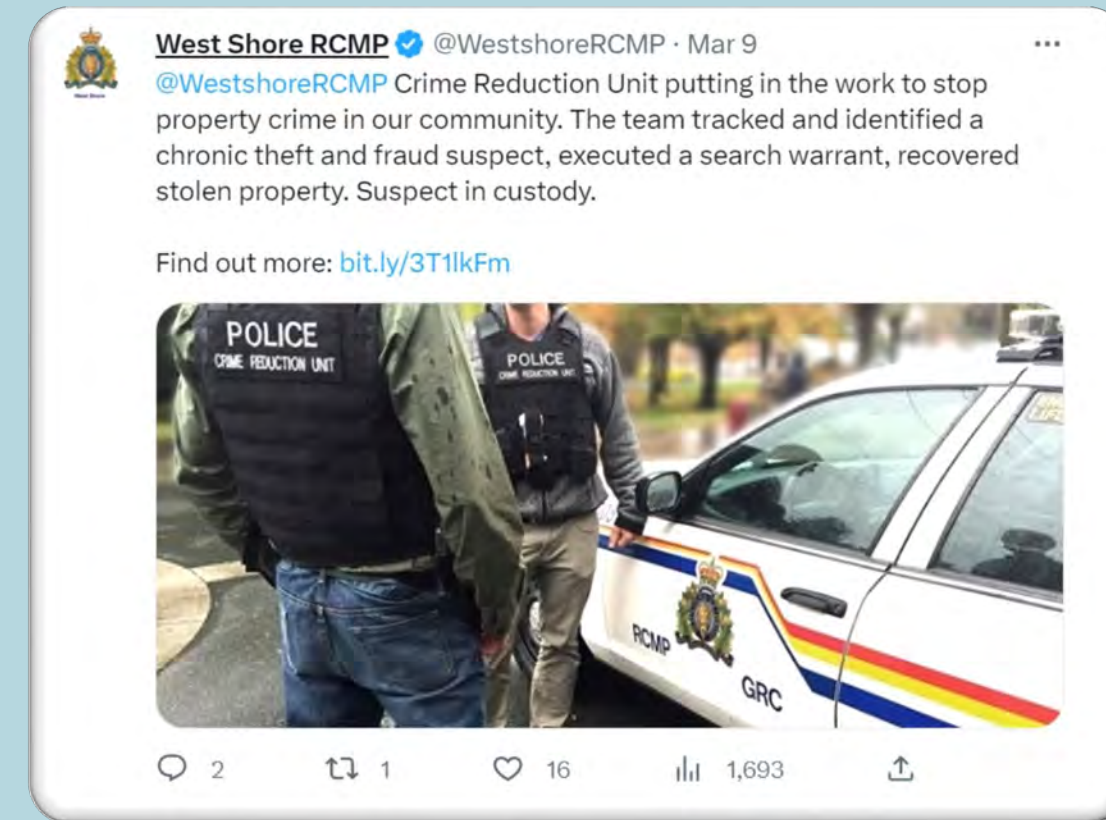 West Shore RCMP @WestshoreRCMP · Mar 9
@WestshoreRCMP Crime Reduction Unit putting in the work to stop
property crime in our community. The team tracked and identified a
chronic theft and fraud suspect, executed a search warrant, recovered
stolen property. Suspect in custody.
Find out more: bit.ly/3T1lkFm
POLICE
CRIME REDUCTION UNIT
POLICE
CRIME REDUCTION UNIT
RCMP
GRC
2 1 16 1,693